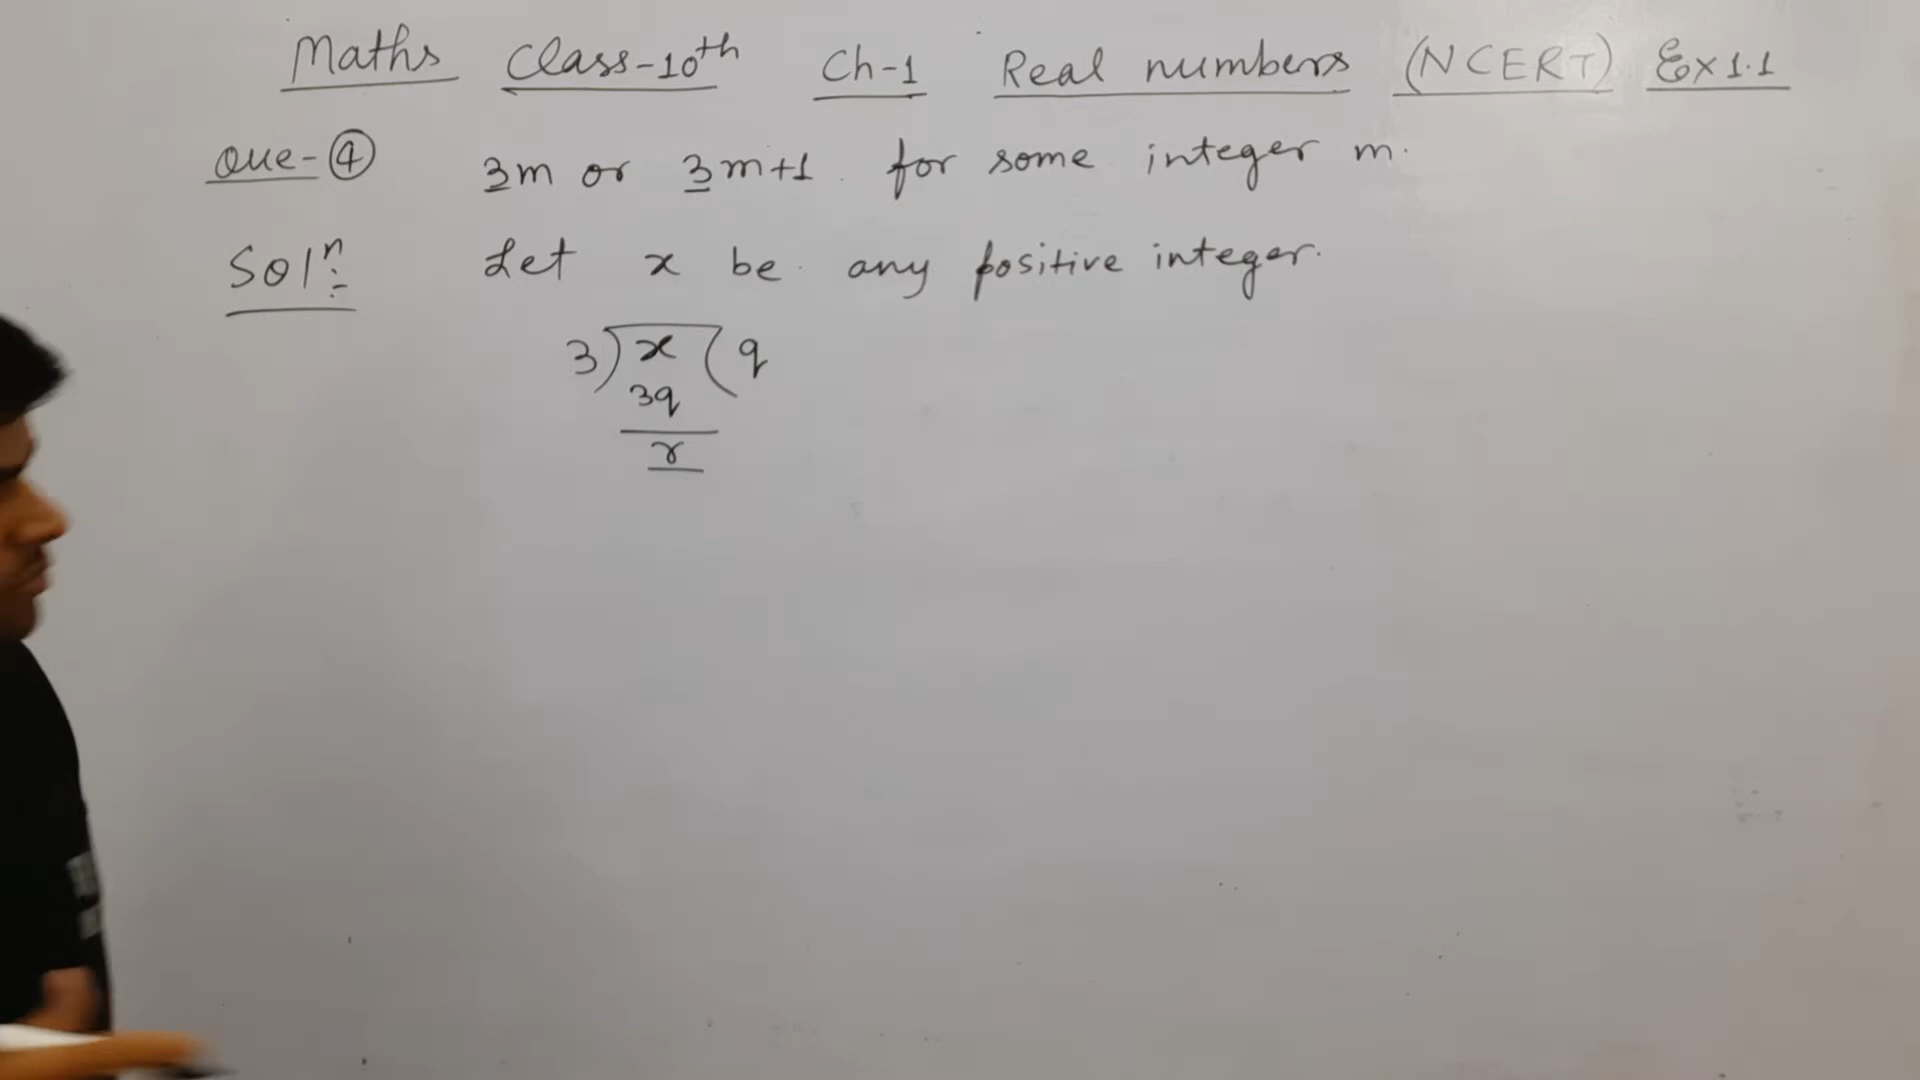 Maths Class-10th Ch-1 Real numbers (NCERT) Ex 1.1
Que-④ 3m or 3m+1 for some integer m.
Solⁿ:- Let x be any positive integer.
3) x ( q
3q
r